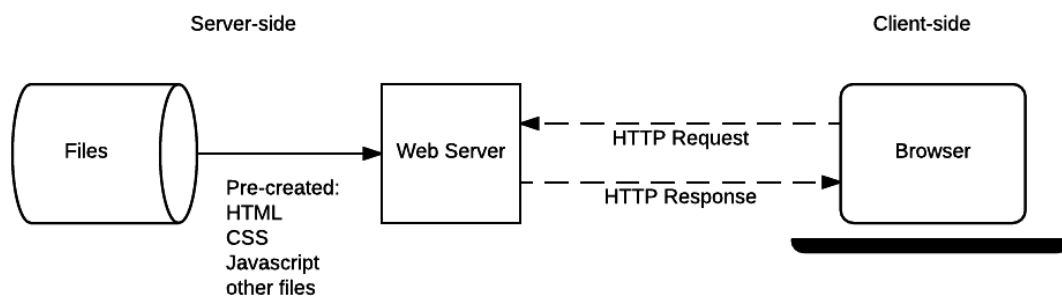 Server-side
Client-side
Files
Web Server
HTTP Request
Browser
HTTP Response
Pre-created:
HTML
CSS
Javascript
other files